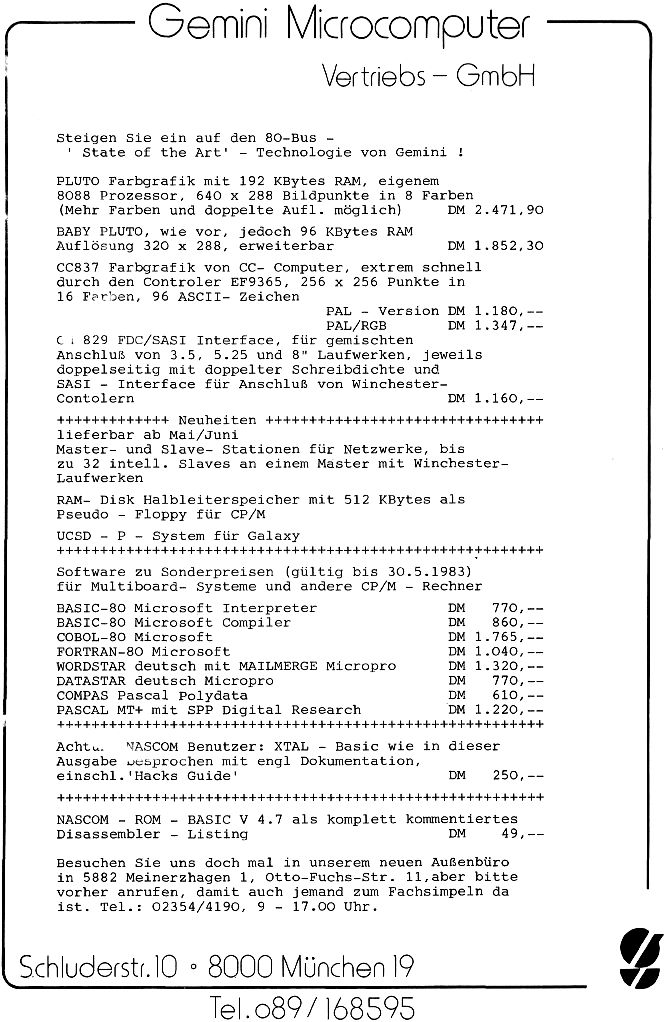 Gemini Microcomputer
Vertriebs – GmbH
Steigen Sie ein auf den 80-Bus –
' State of the Art' – Technologie von Gemini !
PLUTO Farbgrafik mit 192 KBytes RAM, eigenem
8088 Prozessor, 640 x 288 Bildpunkte in 8 Farben
(Mehr Farben und doppelte Aufl. möglich) DM 2.471,90
BABY PLUTO, wie vor, jedoch 96 KBytes RAM
Auflösung 320 x 288, erweiterbar DM 1.852,30
CC837 Farbgrafik von CC- Computer, extrem schnell
durch den Controler EF9365, 256 x 256 Punkte in
16 Farben, 96 ASCII- Zeichen
PAL – Version DM 1.180,--
PAL/RGB DM 1.347,--
829 FDC/SASI Interface, für gemischten
Anschluß von 3.5, 5.25 und 8" Laufwerken, jeweils
doppelseitig mit doppelter Schreibdichte und
SASI – Interface für Anschluß von Winchester-
Contolern DM 1.160,--
+++++++++++++ Neuheiten ++++++++++++++++++++++++++++++++
lieferbar ab Mai/Juni
Master- und Slave- Stationen für Netzwerke, bis
zu 32 intell. Slaves an einem Master mit Winchester-
Laufwerken
RAM- Disk Halbleiterspeicher mit 512 KBytes als
Pseudo – Floppy für CP/M
UCSD – P – System für Galaxy
++++++++++++++++++++++++++++++++++++++++++++++++++++++++
Software zu Sonderpreisen (gültig bis 30.5.1983)
für Multiboard- Systeme und andere CP/M – Rechner
BASIC-80 Microsoft Interpreter DM 770,--
BASIC-80 Microsoft Compiler DM 860,--
COBOL-80 Microsoft DM 1.765,--
FORTRAN-80 Microsoft DM 1.040,--
WORDSTAR deutsch mit MAILMERGE Micropro DM 1.320,--
DATASTAR deutsch Micropro DM 770,--
COMPAS Pascal Polydata DM 610,--
PASCAL MT+ mit SPP Digital Research DM 1.220,--
++++++++++++++++++++++++++++++++++++++++++++++++++++++++
NASCOM Benutzer: XTAL – Basic wie in dieser
Ausgabe besprochen mit engl Dokumentation,
einschl.'Hacks Guide' DM 250,--
++++++++++++++++++++++++++++++++++++++++++++++++++++++++
NASCOM – ROM – BASIC V 4.7 als komplett kommentiertes
Disassembler – Listing DM 49,--
Besuchen Sie uns doch mal in unserem neuen Außenbüro
in 5882 Meinerzhagen 1, Otto-Fuchs-Str. 11,aber bitte
vorher anrufen, damit auch jemand zum Fachsimpeln da
ist. Tel.: 02354/4190, 9 – 17.00 Uhr.
Schluderstr.10 • 8000 München 19
Tel.o89/168595